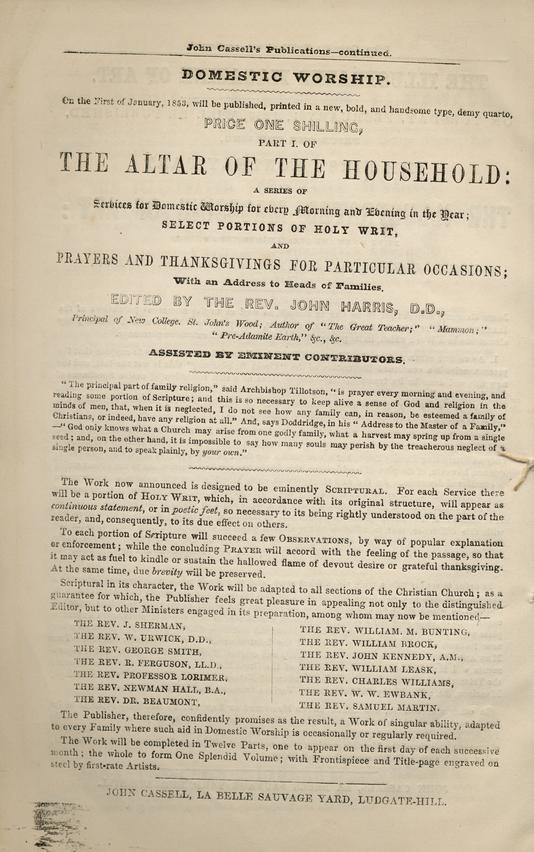 John Cassell's Publications—continued.
DOMESTIC WORSHIP.
On the First of January, 1853, will be published, printed in a new, bold, and handsome type, demy quarto,
PRICE ONE SHILLING,
PART I. OF
THE ALTAR OF THE HOUSEHOLD:
A SERIES OF
Services for Domestic Worship for every Morning and Evening in the Year;
SELECT PORTIONS OF HOLY WRIT,
AND
PRAYERS AND THANKSGIVINGS FOR PARTICULAR OCCASIONS;
With an Address to Heads of Families.
EDITED BY THE REV. JOHN HARRIS, D.D.,
Principal of New College, St. John's Wood; Author of "The Great Teacher;" "Mammon;"
"Pre-Adamite Earth," &c., &c.
ASSISTED BY EMINENT CONTRIBUTORS.
"The principal part of family religion," said Archbishop Tillotson, "is prayer every morning and evening, and
reading some portion of Scripture; and this is so necessary to keep alive a sense of God and religion in the
minds of men, that, when it is neglected, I do not see how any family can, in reason, be esteemed a family of
Christians, or indeed, have any religion at all." And, says Doddridge, in his "Address to the Master of a Family,"
—"God only knows what a Church may arise from one godly family, what a harvest may spring up from a single
seed; and, on the other hand, it is impossible to say how many souls may perish by the treacherous neglect of a
single person, and to speak plainly, by your own."
The Work now announced is designed to be eminently SCRIPTURAL. For each Service there
will be a portion of HOLY WRIT, which, in accordance with its original structure, will appear as
continuous statement, or in poetic feet, so necessary to its being rightly understood on the part of the
reader, and, consequently, to its due effect on others.
To each portion of Scripture will succeed a few OBSERVATIONS, by way of popular explanation
or enforcement; while the concluding PRAYER will accord with the feeling of the passage, so that
it may act as fuel to kindle or sustain the hallowed flame of devout desire or grateful thanksgiving.
At the same time, due brevity will be preserved.
Scriptural in its character, the Work will be adapted to all sections of the Christian Church; as a
guarantee for which, the Publisher feels great pleasure in appealing not only to the distinguished
Editor, but to other Ministers engaged in its preparation, among whom may now be mentioned—
THE REV. J. SHERMAN,
THE REV. W. URWICK, D.D.,
THE REV. GEORGE SMITH,
THE REV. R. FERGUSON, LL.D.,
THE REV. PROFESSOR LORIMER,
THE REV. NEWMAN HALL, B.A.,
THE REV. DR. BEAUMONT,
THE REV. WILLIAM. M. BUNTING,
THE REV. WILLIAM BROCK,
THE REV. JOHN KENNEDY, A.M.,
THE REV. WILLIAM LEASK,
THE REV. CHARLES WILLIAMS,
THE REV. W. W. EWBANK,
THE REV. SAMUEL MARTIN.
The Publisher, therefore, confidently promises as the result, a Work of singular ability, adapted
to every Family where such aid in Domestic Worship is occasionally or regularly required.
The Work will be completed in Twelve Parts, one to appear on the first day of each successive
month; the whole to form One Splendid Volume; with Frontispiece and Title-page engraved on
steel by first-rate Artists.
JOHN CASSELL, LA BELLE SAUVAGE YARD, LUDGATE-HILL.